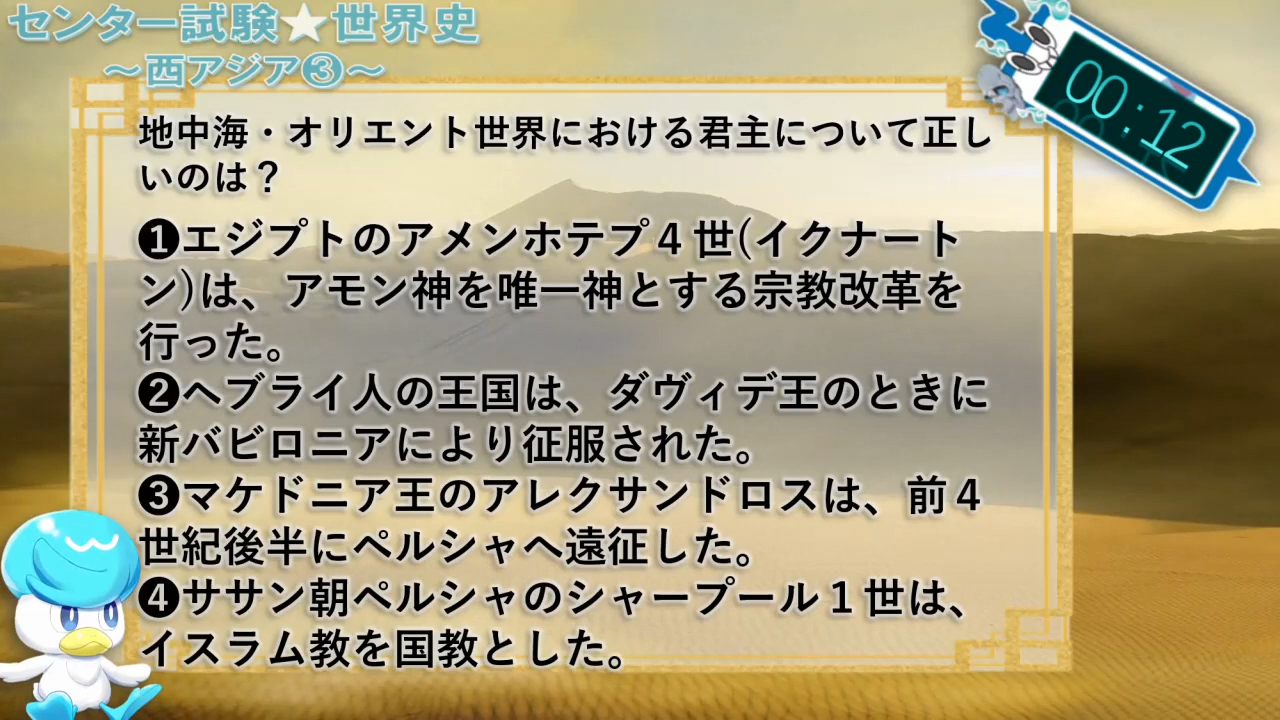 センター試験★世界史
～西アジア❸～
00:12
地中海・オリエント世界における君主について正し
いのは？
❶エジプトのアメンホテプ４世(イクナート
ン)は、アモン神を唯一神とする宗教改革を
行った。
❷ヘブライ人の王国は、ダヴィデ王のときに
新バビロニアにより征服された。
❸マケドニア王のアレクサンドロスは、前４
世紀後半にペルシャへ遠征した。
❹ササン朝ペルシャのシャープール１世は、
イスラム教を国教とした。